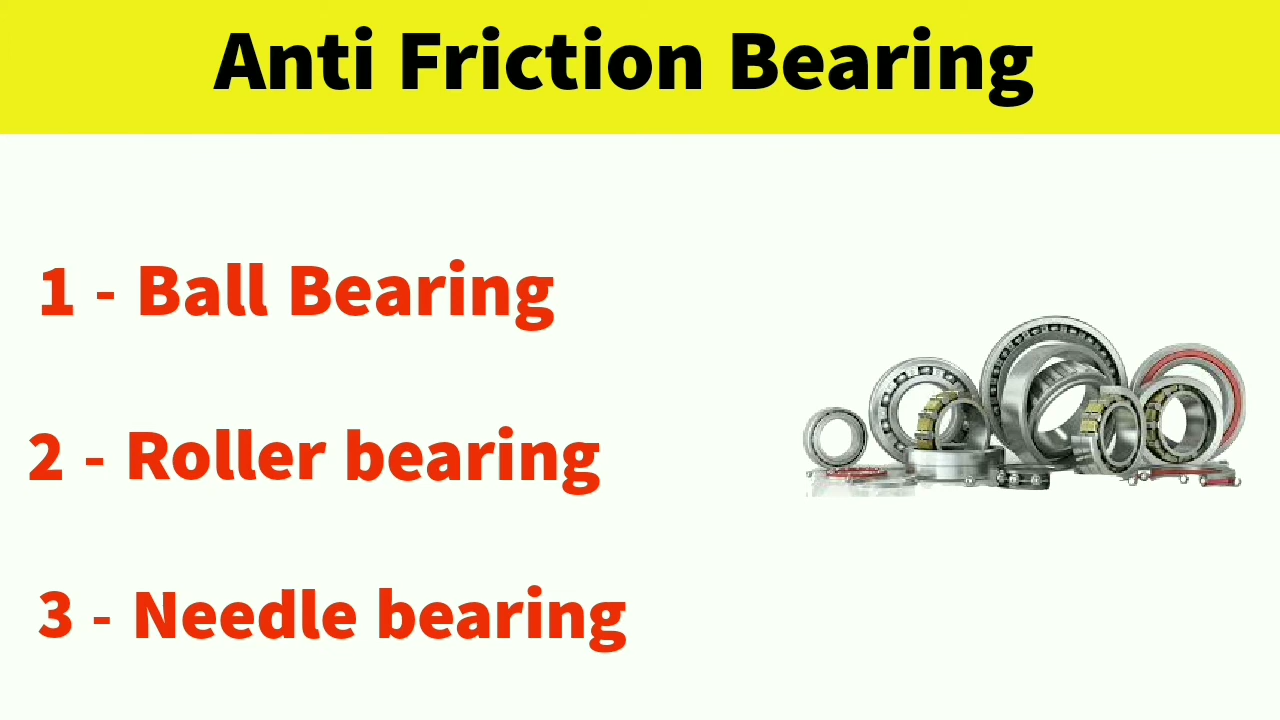 Anti Friction Bearing
1 - Ball Bearing
2 - Roller bearing
3 - Needle bearing